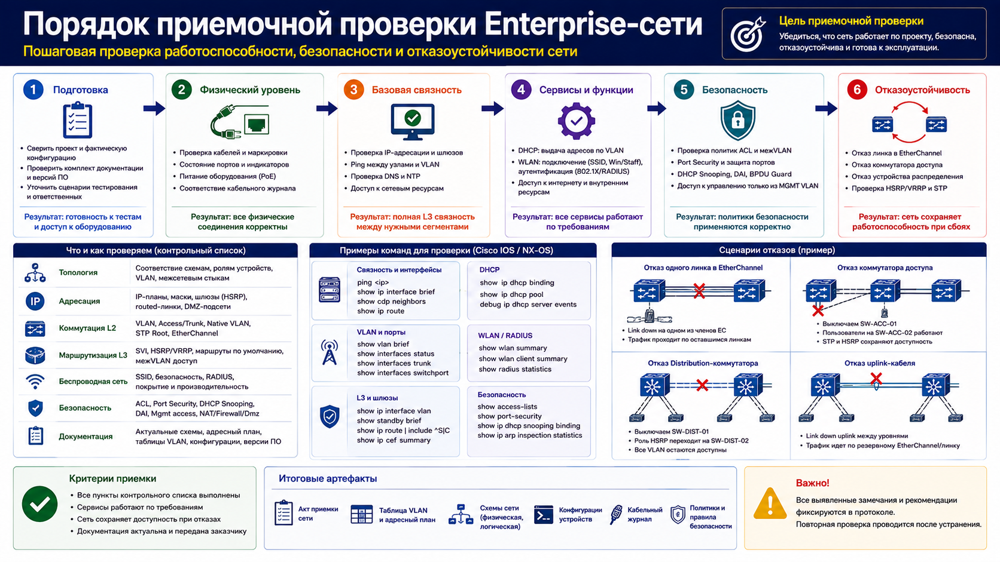 Порядок приемочной проверки Enterprise-сети
Пошаговая проверка работоспособности, безопасности и отказоустойчивости сети
Цель приемочной проверки
Убедиться, что сеть работает по проекту, безопасна,
отказоустойчива и готова к эксплуатации.
1 Подготовка
• Сверить проект и фактическую
конфигурацию
• Проверить комплект документации
и версий ПО
• Уточнить сценарии тестирования
и ответственных
Результат: готовность к тестам
и доступ к оборудованию
2 Физический уровень
• Проверка кабелей и маркировки
• Состояние портов и индикаторов
• Питание оборудования (PoE)
• Соответствие кабельного журнала
Результат: все физические
соединения корректны
3 Базовая связность
• Проверка IP-адресации и шлюзов
• Ping между узлами и VLAN
• Проверка DNS и NTP
• Доступ к сетевым ресурсам
Результат: полная L3 связность
между нужными сегментами
4 Сервисы и функции
• DHCP: выдача адресов по VLAN
• WLAN: подключение (SSID, Win/Staff),
аутентификация (802.1X/RADIUS)
• Доступ к интернету и внутренним
ресурсам
Результат: все сервисы работают
по требованиям
5 Безопасность
• Проверка политик ACL и межVLAN
• Port Security и защита портов
• DHCP Snooping, DAI, BPDU Guard
• Доступ к управлению только из MGMT VLAN
Результат: политики безопасности
применяются корректно
6 Отказоустойчивость
• Отказ линка в EtherChannel
• Отказ коммутатора доступа
• Отказ устройства распределения
• Проверка HSRP/VRRP и STP
Результат: сеть сохраняет
работоспособность при сбоях
Что и как проверяем (контрольный список)
Топология
Соответствие схемам, ролям устройств,
VLAN, межсетевым стыкам
IP
Адресация
IP-планы, маски, шлюзы (HSRP),
routed-линки, DMZ-подсети
Коммутация L2
VLAN, Access/Trunk, Native VLAN,
STP Root, EtherChannel
Маршрутизация L3
SVI, HSRP/VRRP, маршруты по умолчанию,
межVLAN доступ
Беспроводная сеть
SSID, безопасность, RADIUS,
покрытие и производительность
Безопасность
ACL, Port Security, DHCP Snooping,
DAI, Mgmt access, NAT/Firewall/Dmz
Документация
Актуальные схемы, адресный план,
таблицы VLAN, конфигурации, версии ПО
Примеры команд для проверки (Cisco IOS / NX-OS)
Связность и интерфейсы
ping <ip>
show ip interface brief
show cdp neighbors
show ip route
DHCP
show ip dhcp binding
show ip dhcp pool
debug ip dhcp server events
VLAN и порты
show vlan brief
show interfaces status
show interfaces trunk
show interfaces switchport
WLAN / RADIUS
show wlan summary
show wlan client summary
show radius statistics
L3 и шлюзы
show ip interface vlan
show standby brief
show ip route | include ^S|C
show ip cef summary
Безопасность
show access-lists
show port-security
show ip dhcp snooping binding
show ip arp inspection statistics
Сценарии отказов (пример)
Отказ одного линка в EtherChannel
• Link down на одном из членов EC
• Трафик проходит по оставшимся линкам
Отказ коммутатора доступа
• Выключаем SW-ACC-01
• Пользователи на SW-ACC-02 работают
• STP и HSRP сохраняют доступность
Отказ Distribution-коммутатора
• Выключаем SW-DIST-01
• Роль HSRP переходит на SW-DIST-02
• Все VLAN остаются доступны
Отказ uplink-кабеля
• Link down uplink между уровнями
• Трафик идет по резервному EtherChannel/линку
Критерии приемки
• Все пункты контрольного списка выполнены
• Сервисы работают по требованиям
• Сеть сохраняет доступность при отказах
• Документация актуальна и передана заказчику
Итоговые артефакты
Акт приемки
сети
Таблица VLAN
и адресный план
Схемы сети
(физическая,
логическая)
Конфигурации
устройств
Кабельный
журнал
Политики и
правила
безопасности
Важно!
Все выявленные замечания и рекомендации
фиксируются в протоколе.
Повторная проверка проводится после устранения.